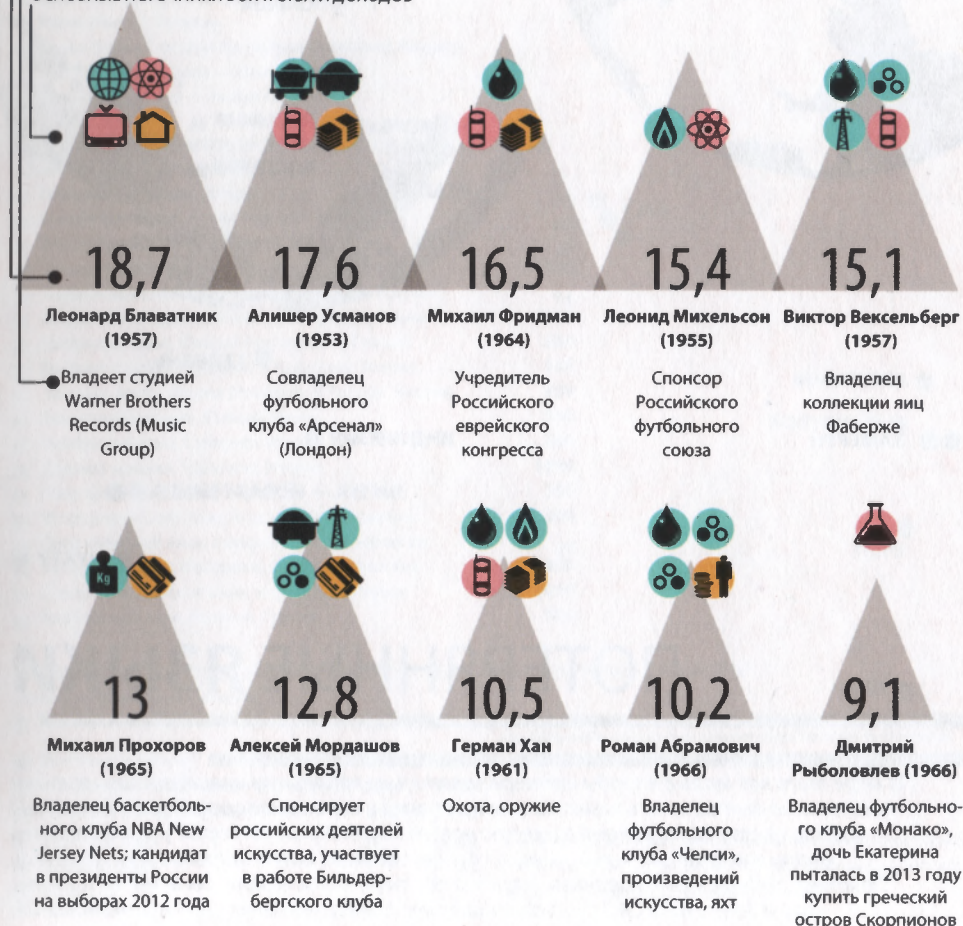 18,7
Леонард Блаватник
(1957)
Владеет студией
Warner Brothers
Records (Music
Group)
17,6
Алишер Усманов
(1953)
Совладелец
футбольного
клуба «Арсенал»
(Лондон)
16,5
Михаил Фридман
(1964)
Учредитель
Российского
еврейского
конгресса
15,4
Леонид Михельсон
(1955)
Спонсор
Российского
футбольного
союза
15,1
Виктор Вексельберг
(1957)
Владелец
коллекции яиц
Фаберже
Kg
13
Михаил Прохоров
(1965)
Владелец баскетболь-
ного клуба NBA New
Jersey Nets; кандидат
в президенты России
на выборах 2012 года
12,8
Алексей Мордашов
(1965)
Спонсирует
российских деятелей
искусства, участвует
в работе Бильдер-
бергского клуба
10,5
Герман Хан
(1961)
Охота, оружие
10,2
Роман Абрамович
(1966)
Владелец
футбольного
клуба «Челси»,
произведений
искусства, яхт
9,1
Дмитрий
Рыболовлев (1966)
Владелец футбольно-
го клуба «Монако»,
дочь Екатерина
пыталась в 2013 году
купить греческий
остров Скорпионов